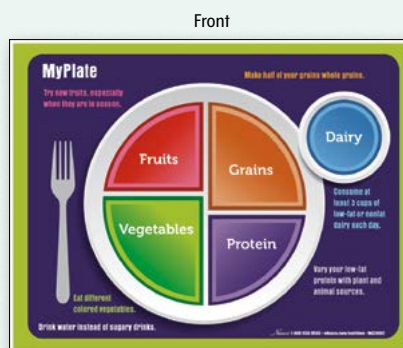 Front
MyPlate
Make half of your grains whole grains.
Try new fruits, especially
when they are in season.
Dairy
Fruits
Grains
Consume at
least 3 cups of
low-fat or nonfat
dairy each day.
Vegetables
Protein
Vary your low-fat
protein with plant and
animal sources.
Eat different
colored vegetables.
Drink water instead of sugary drinks.